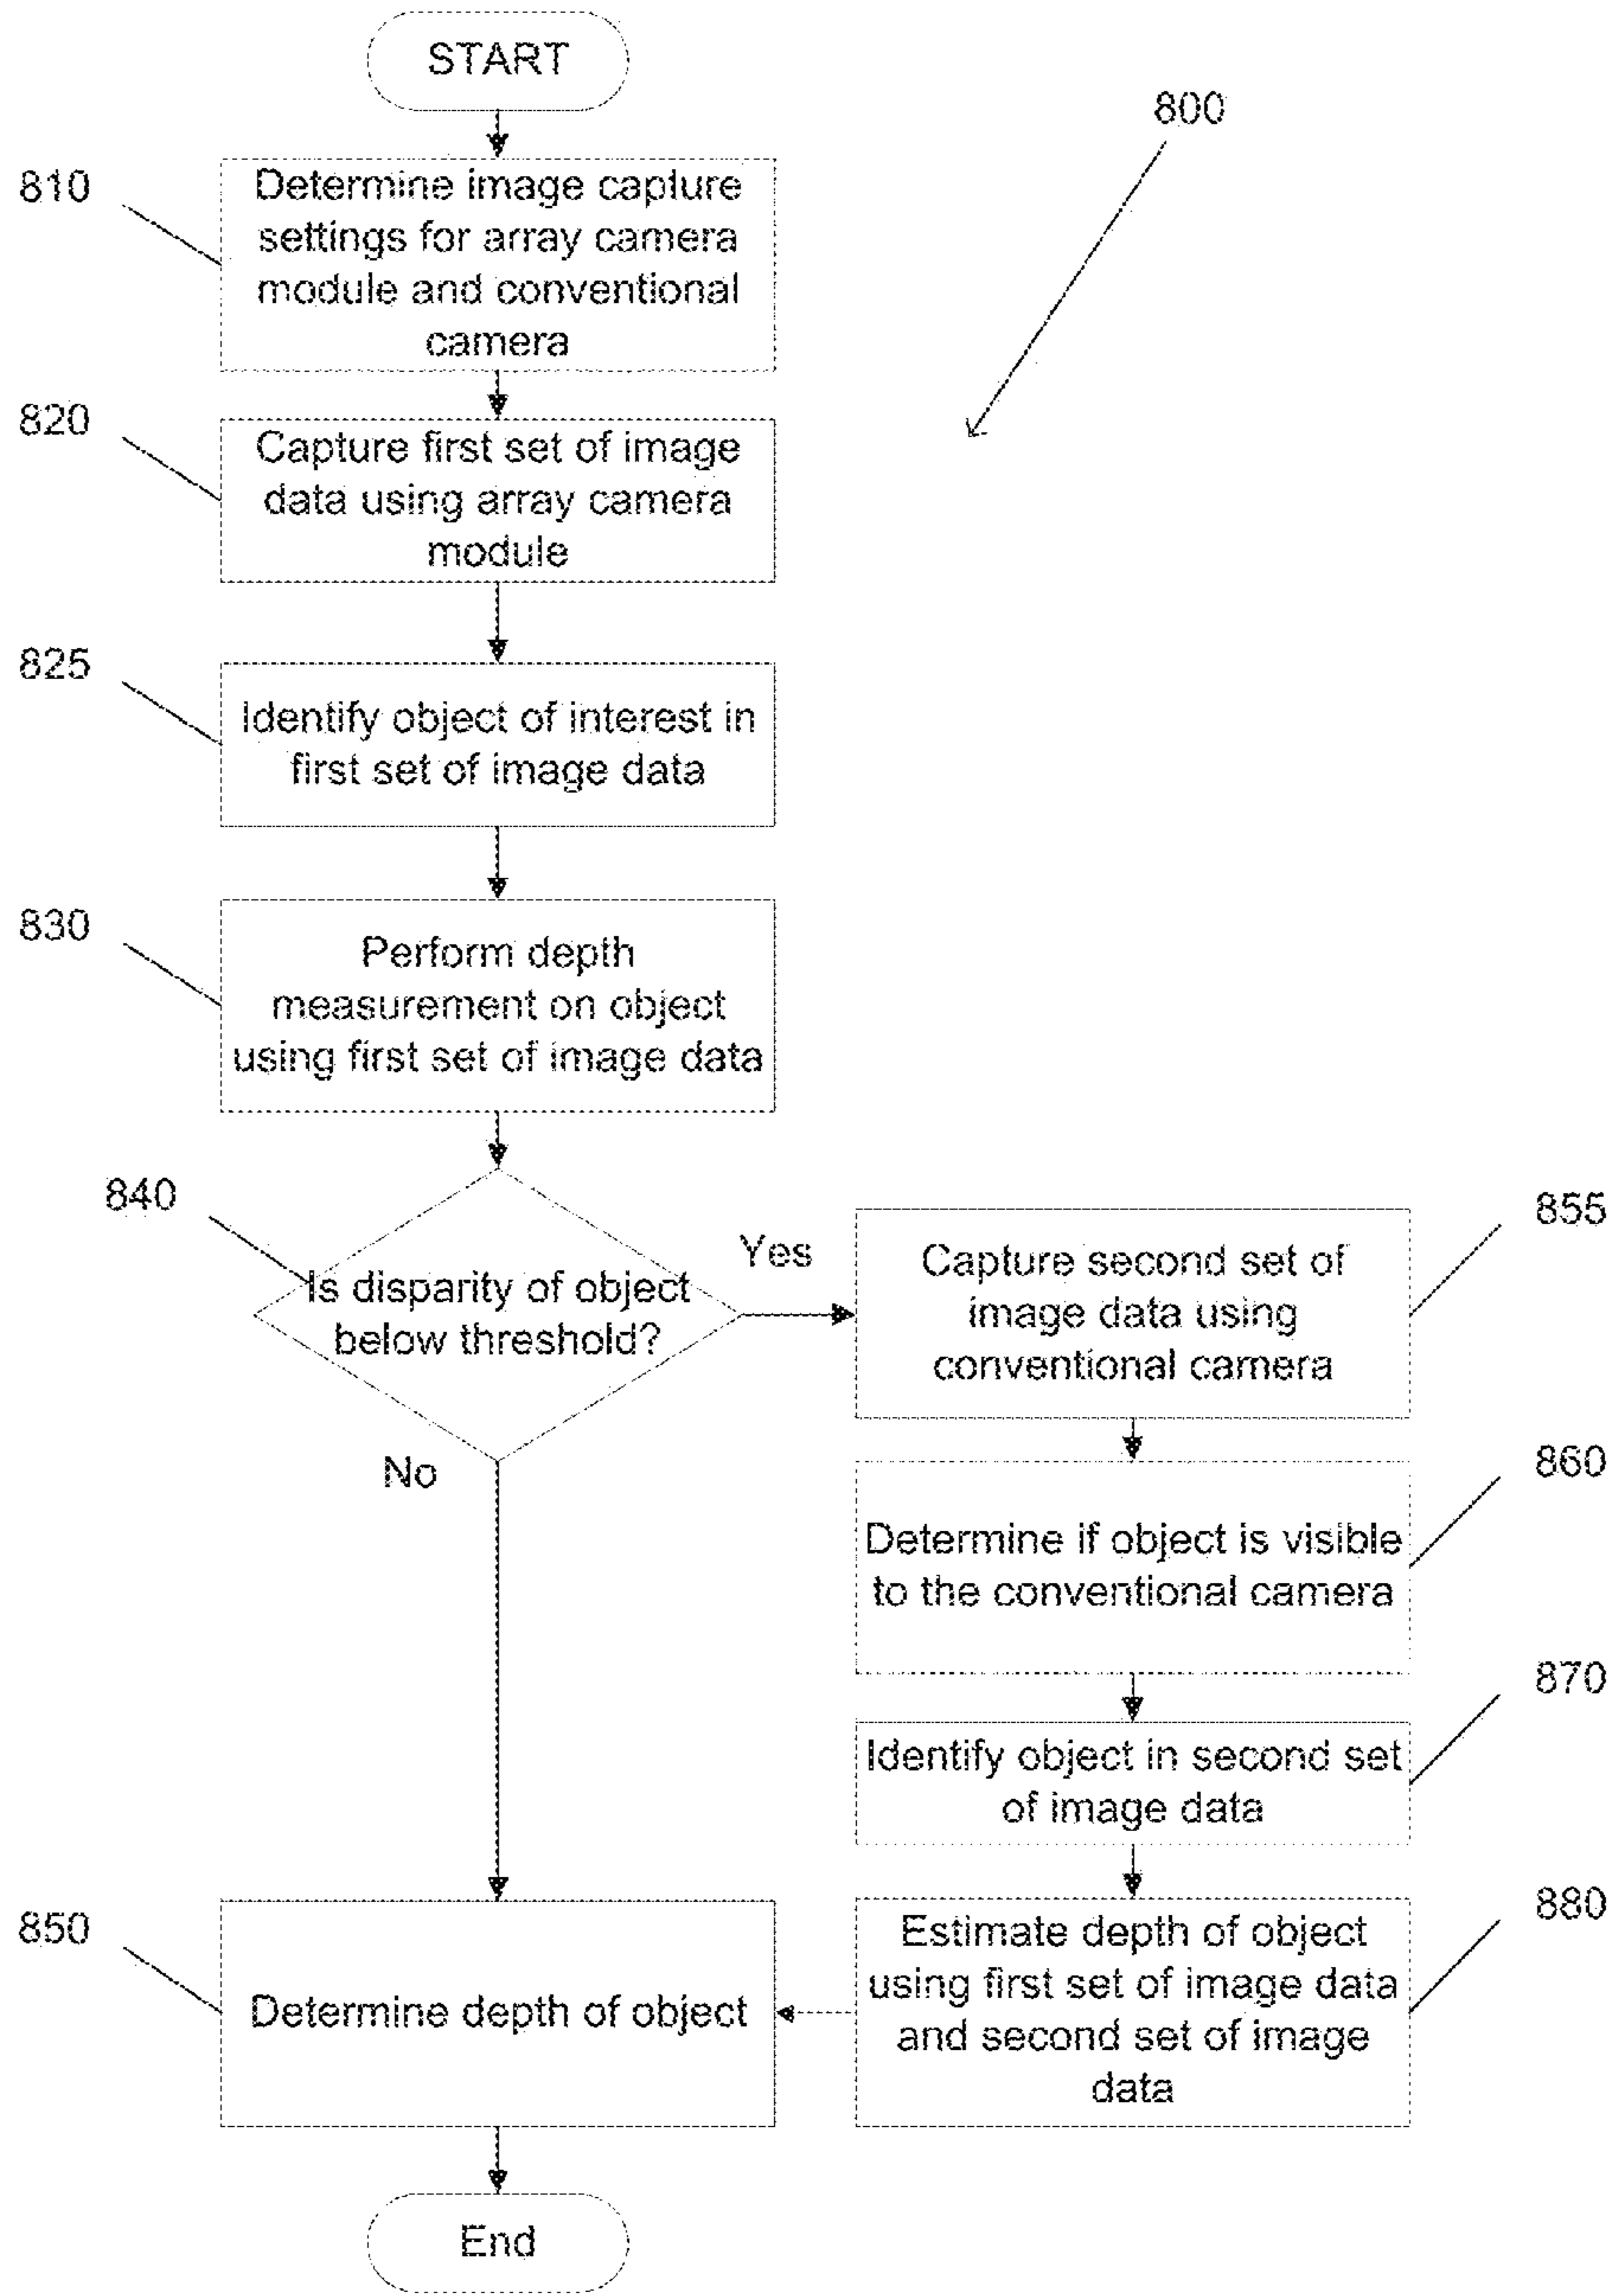 START
800
810
Determine image capture
settings for array camera
module and conventional
camera
820
Capture first set of image
data using array camera
module
825
Identify object of interest in
first set of image data
830
Perform depth
measurement on object
using first set of image data
840
Is disparity of object
below threshold?
Yes
No
855
Capture second set of
image data using
conventional camera
860
Determine if object is visible
to the conventional camera
870
Identify object in second set
of image data
880
Estimate depth of object
using first set of image data
and second set of image
data
850
Determine depth of object
End